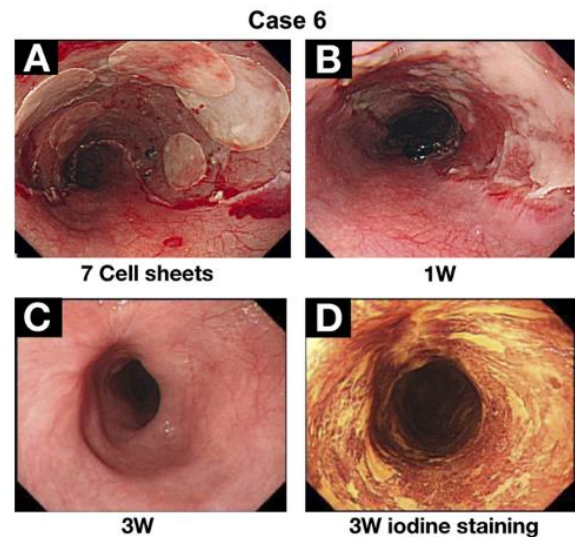 Case 6
A
B
7 Cell sheets
1W
C
D
3W
3W iodine staining